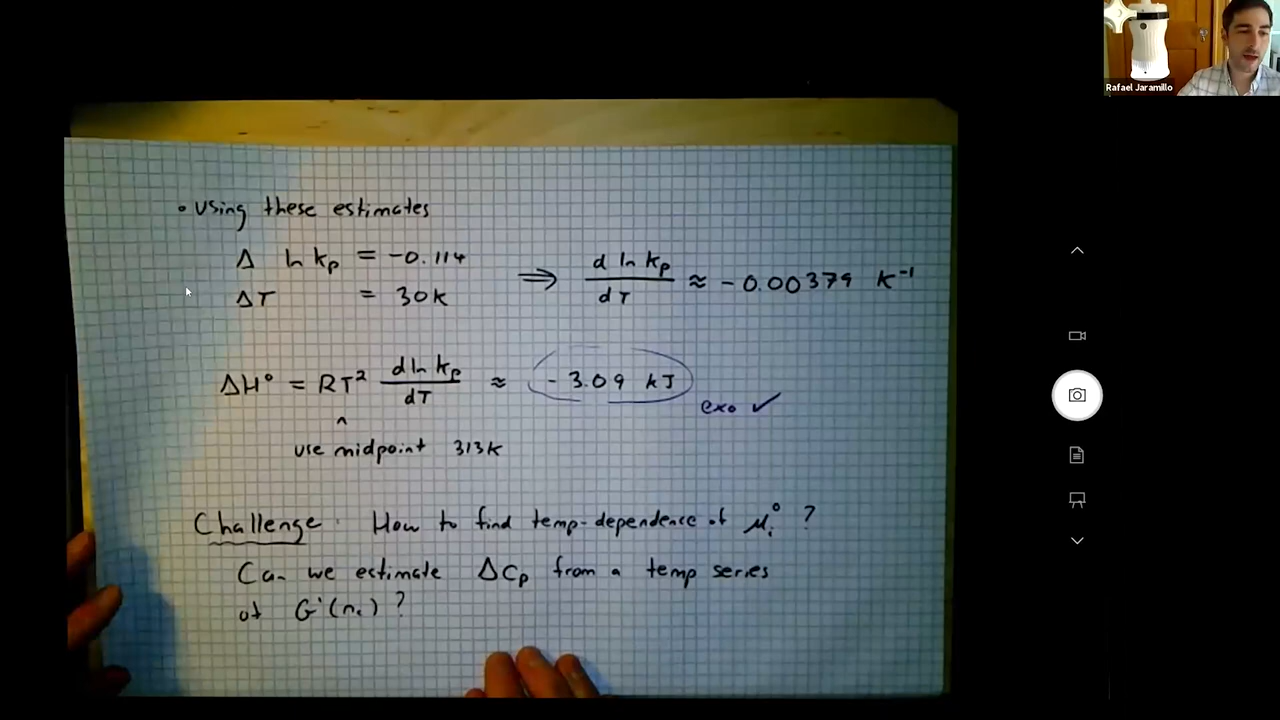 Rafael Jaramillo
• Using these estimates
Δ ln kp = -0.114
ΔT = 30K
⟹ d ln kp / dT ≈ -0.00379 K⁻¹
ΔH° = RT² d ln kp / dT ≈ -3.09 kJ
exo ✓
^
use midpoint 313K
Challenge: How to find temp-dependence of μᵢ° ?
Can we estimate ΔCp from a temp series
of G'(nᵢ) ?